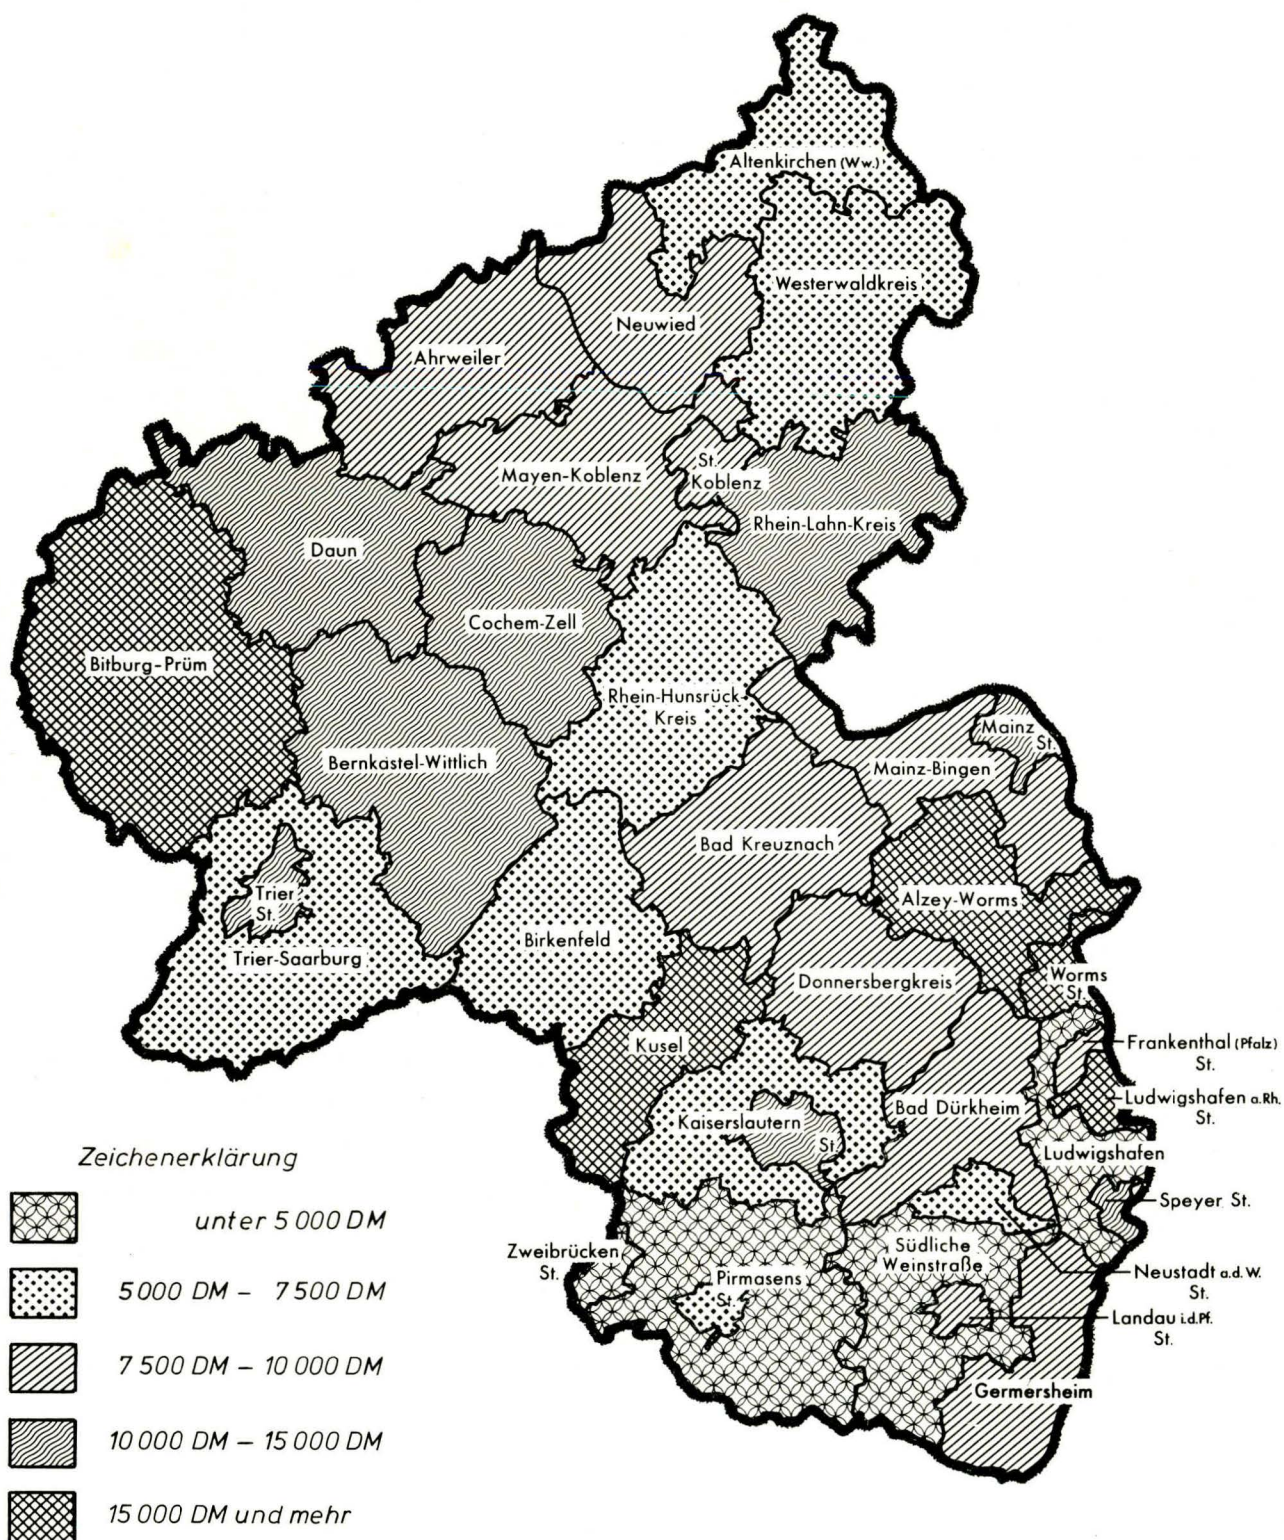 Altenkirchen (Ww.)
Westerwaldkreis
Neuwied
Ahrweiler
Mayen-Koblenz
St.
Koblenz
Rhein-Lahn-Kreis
Daun
Cochem-Zell
Bitburg-Prüm
Rhein-Hunsrück-
Kreis
Mainz
St.
Bernkastel-Wittlich
Mainz-Bingen
Bad Kreuznach
Trier
St.
Alzey-Worms
Birkenfeld
Trier-Saarburg
Donnersbergkreis
Worms
St.
Kusel
Frankenthal (Pfalz)
St.
Ludwigshafen a.Rh.
St.
Bad Dürkheim
Kaiserslautern
St.
Ludwigshafen
Speyer St.
Zweibrücken
St.
Südliche
Weinstraße
Pirmasens
St.
Neustadt a.d.W.
St.
Landau i.d.Pf.
St.
Germersheim
Zeichenerklärung
unter 5 000 DM
5 000 DM – 7 500 DM
7 500 DM – 10 000 DM
10 000 DM – 15 000 DM
15 000 DM und mehr